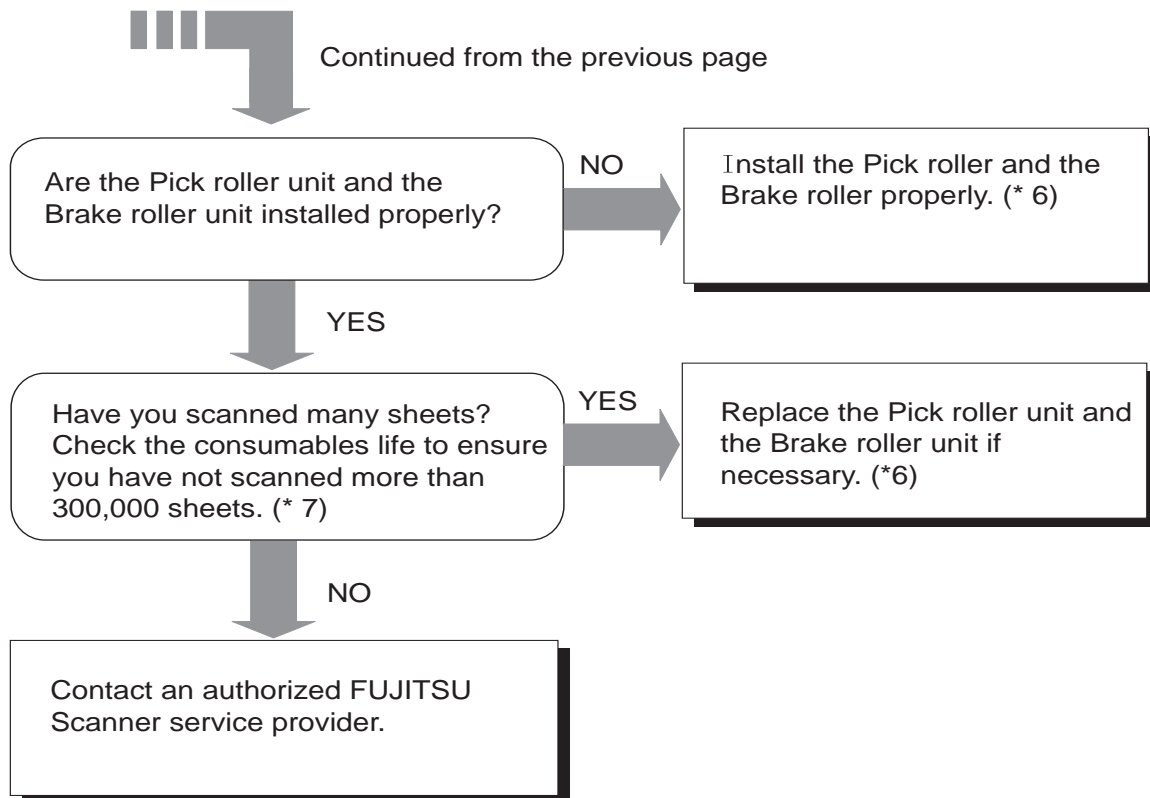 Continued from the previous page
Are the Pick roller unit and the
Brake roller unit installed properly?
NO
Install the Pick roller and the
Brake roller properly. (* 6)
YES
Have you scanned many sheets?
Check the consumables life to ensure
you have not scanned more than
300,000 sheets. (* 7)
YES
Replace the Pick roller unit and
the Brake roller unit if
necessary. (*6)
NO
Contact an authorized FUJITSU
Scanner service provider.